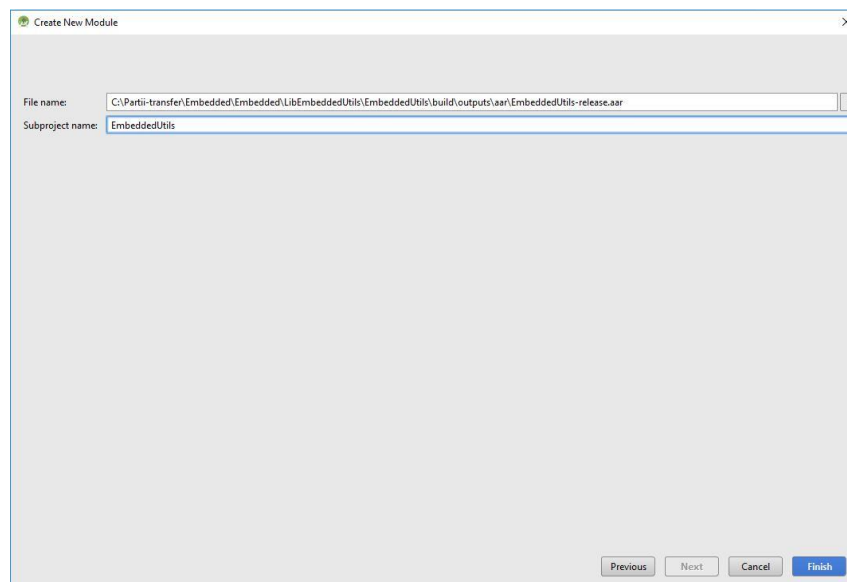 Create New Module
File name: C:\Partii-transfer\Embedded\Embedded\LibEmbeddedUtils\EmbeddedUtils\build\outputs\aar\EmbeddedUtils-release.aar
Subproject name: EmbeddedUtils
Previous Next Cancel Finish